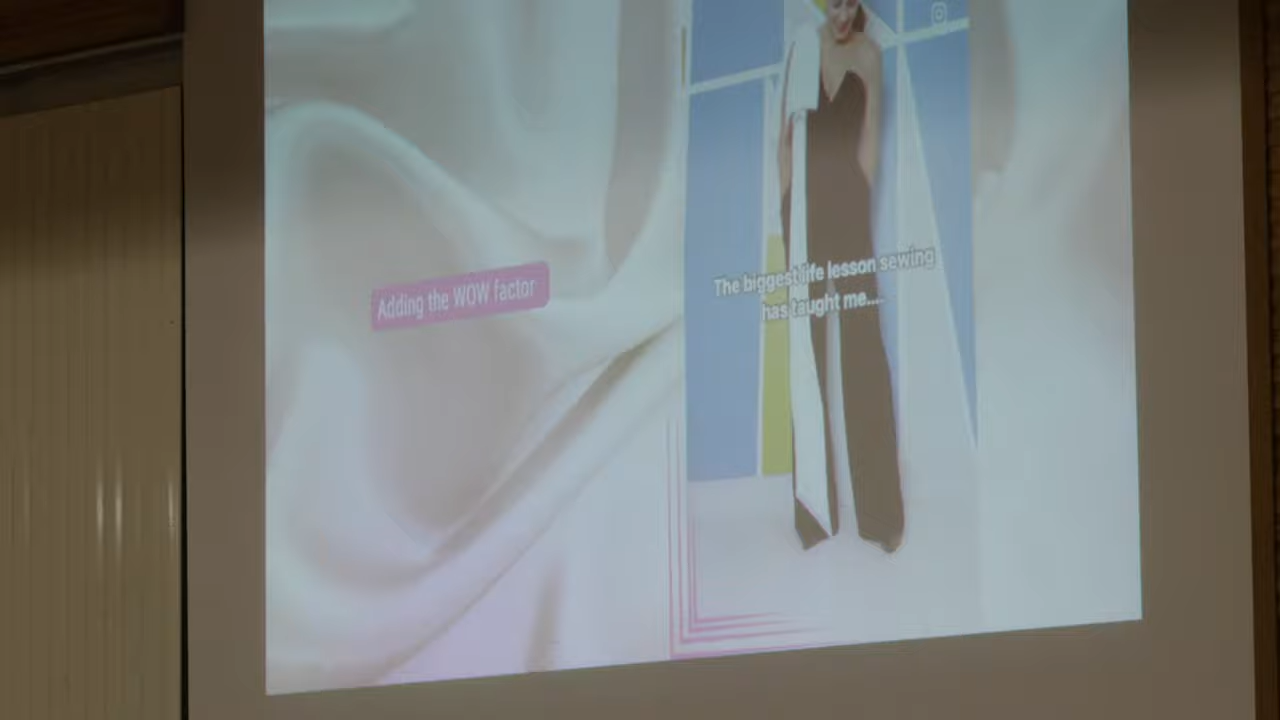 Adding the WOW factor
The biggest life lesson sewing
has taught me....